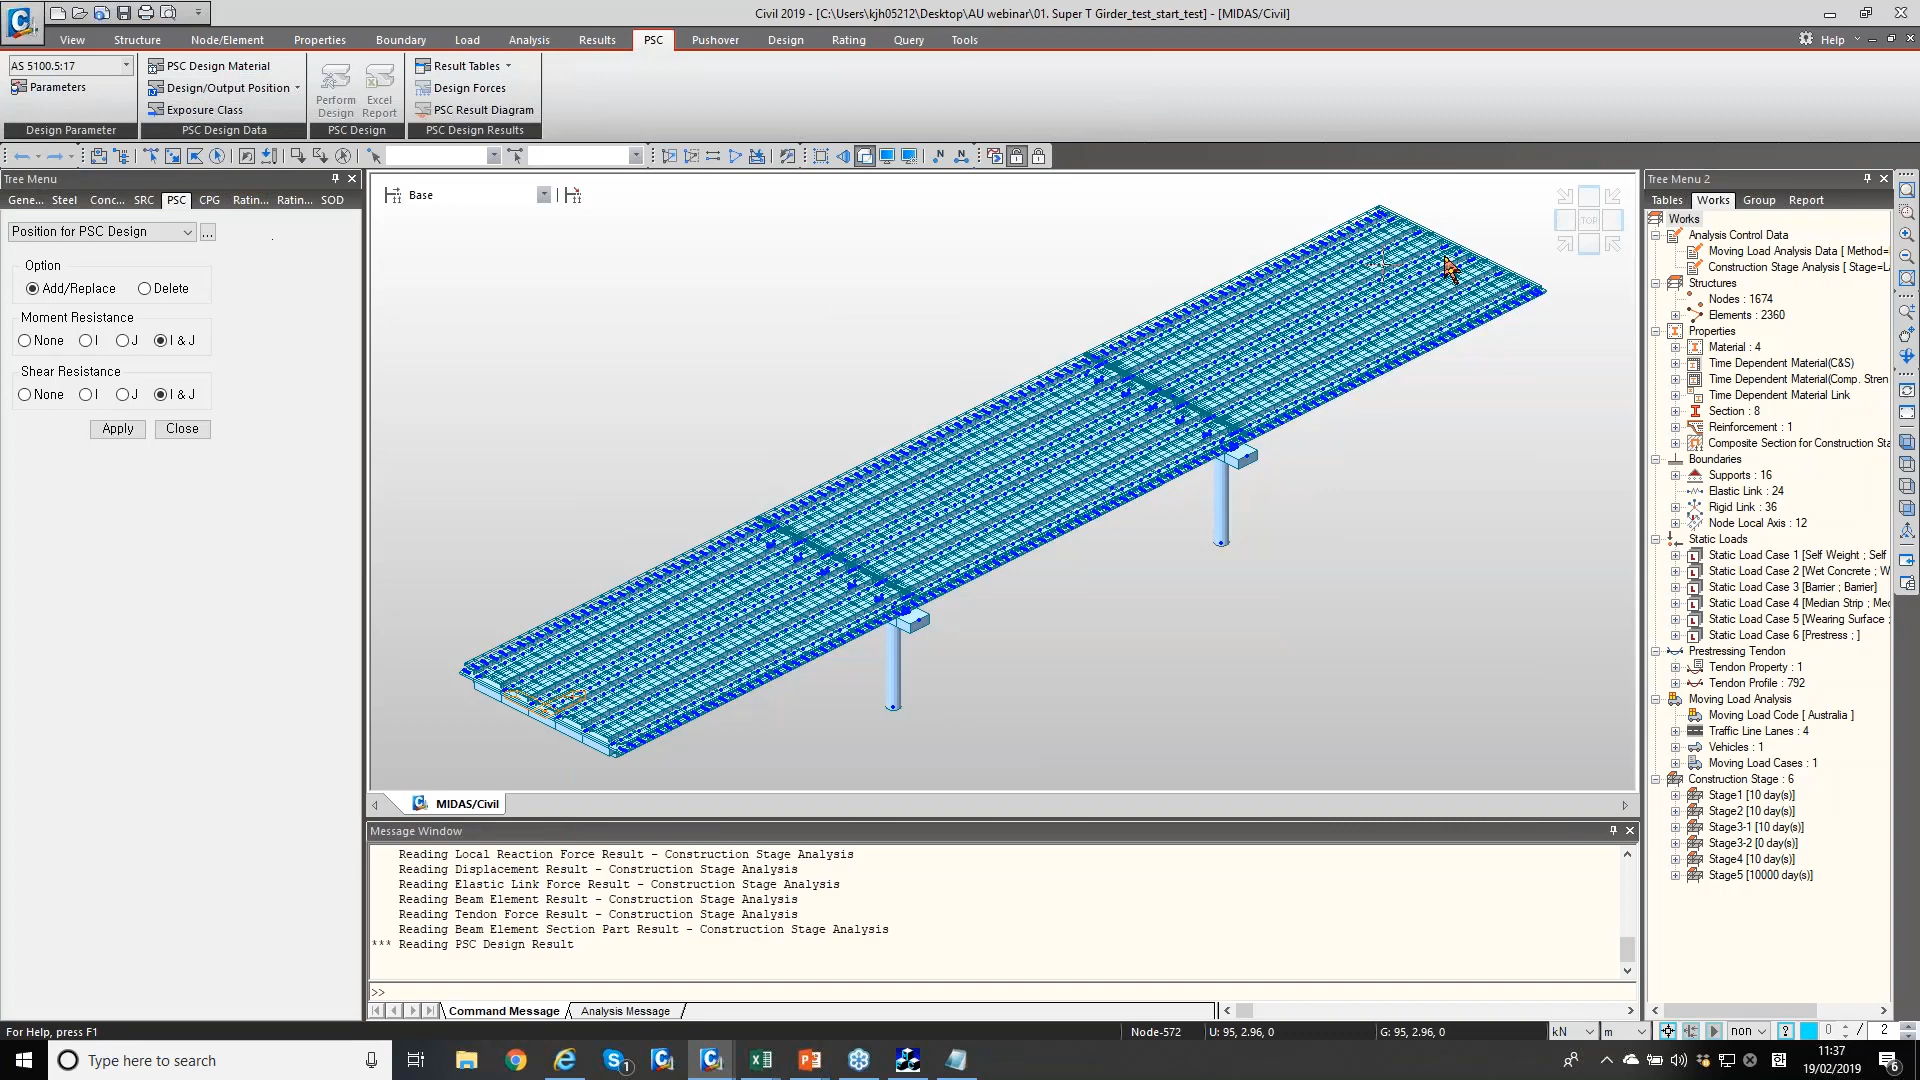 Civil 2019 - [C:\Users\kjh05212\Desktop\AU webinar\01. Super T Girder_test_start_test] - [MIDAS/Civil]
View Structure Node/Element Properties Boundary Load Analysis Results PSC Pushover Design Rating Query Tools Help
AS 5100.5:17
Parameters
Design Parameter
PSC Design Material
Design/Output Position
Exposure Class
PSC Design Data
Perform Design
Excel Report
PSC Design
Result Tables
Design Forces
PSC Result Diagram
PSC Design Results
Tree Menu
Gene... Steel Conc... SRC PSC CPG Ratin... Ratin... SOD
Position for PSC Design
...
Option
Add/Replace Delete
Moment Resistance
None I J I & J
Shear Resistance
None I J I & J
Apply Close
Base
TOP
MIDAS/Civil
Message Window
Reading Local Reaction Force Result - Construction Stage Analysis
Reading Displacement Result - Construction Stage Analysis
Reading Elastic Link Force Result - Construction Stage Analysis
Reading Beam Element Result - Construction Stage Analysis
Reading Tendon Force Result - Construction Stage Analysis
Reading Beam Element Section Part Result - Construction Stage Analysis
*** Reading PSC Design Result
>>
Command Message Analysis Message
Tree Menu 2
Tables Works Group Report
Works
Analysis Control Data
Moving Load Analysis Data [ Method=
Construction Stage Analysis [ Stage=La
Structures
Nodes : 1674
Elements : 2360
Properties
Material : 4
Time Dependent Material(C&S)
Time Dependent Material(Comp. Stren
Time Dependent Material Link
Section : 8
Reinforcement : 1
Composite Section for Construction Sta
Boundaries
Supports : 16
Elastic Link : 24
Rigid Link : 36
Node Local Axis : 12
Static Loads
Static Load Case 1 [Self Weight ; Self
Static Load Case 2 [Wet Concrete ; W
Static Load Case 3 [Barrier ; Barrier]
Static Load Case 4 [Median Strip ; Med
Static Load Case 5 [Wearing Surface ;
Static Load Case 6 [Prestress ; ]
Prestressing Tendon
Tendon Property : 1
Tendon Profile : 792
Moving Load Analysis
Moving Load Code [ Australia ]
Traffic Line Lanes : 4
Vehicles : 1
Moving Load Cases : 1
Construction Stage : 6
Stage1 [10 day(s)]
Stage2 [10 day(s)]
Stage3-1 [10 day(s)]
Stage3-2 [0 day(s)]
Stage4 [10 day(s)]
Stage5 [10000 day(s)]
For Help, press F1
Node-572 U: 95, 2.96, 0 G: 95, 2.96, 0 kN m non ? 0 / 2
Type here to search
11:37
19/02/2019
6